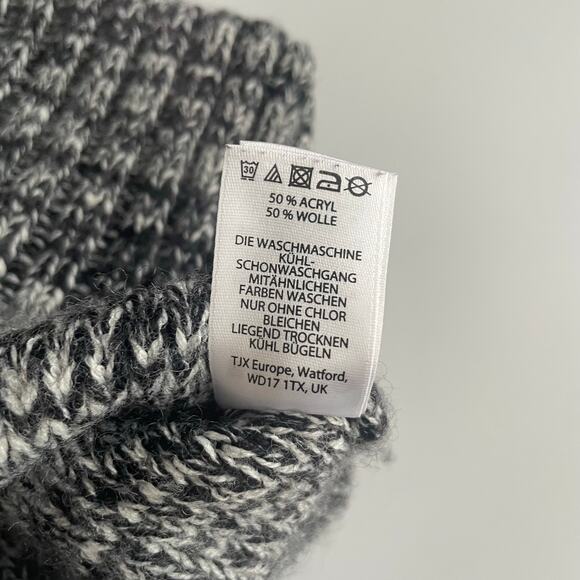 30
50 % ACRYL
50 % WOLLE
DIE WASCHMASCHINE
KÜHL-
SCHONWASCHGANG
MITÄHNLICHEN
FARBEN WASCHEN
NUR OHNE CHLOR
BLEICHEN
LIEGEND TROCKNEN
KÜHL BÜGELN
TJX Europe, Watford,
WD17 1TX, UK